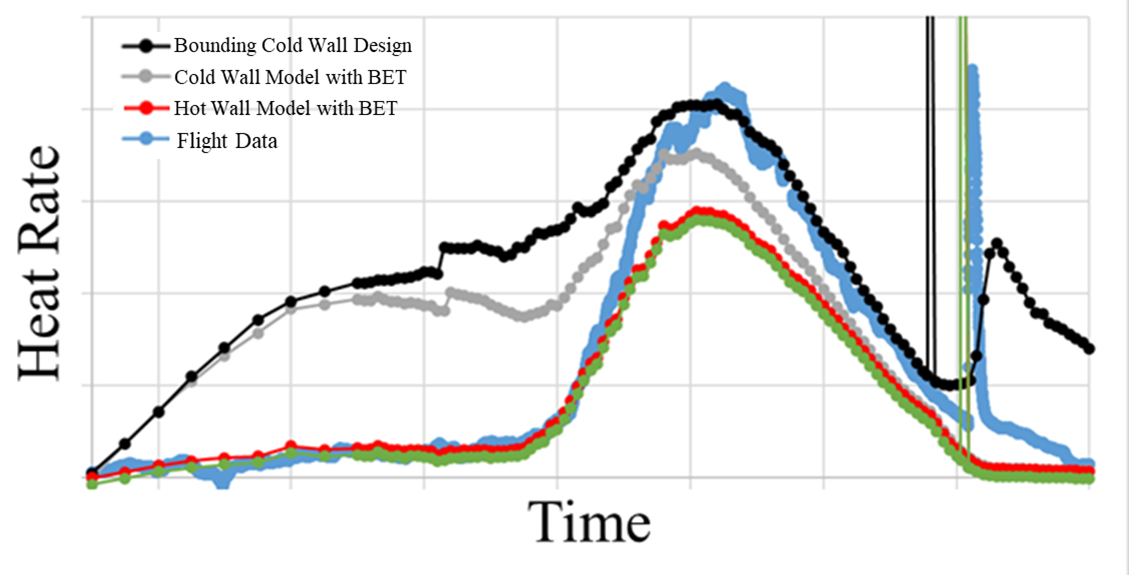 Bounding Cold Wall Design
Cold Wall Model with BET
Hot Wall Model with BET
Flight Data
Heat Rate
Time